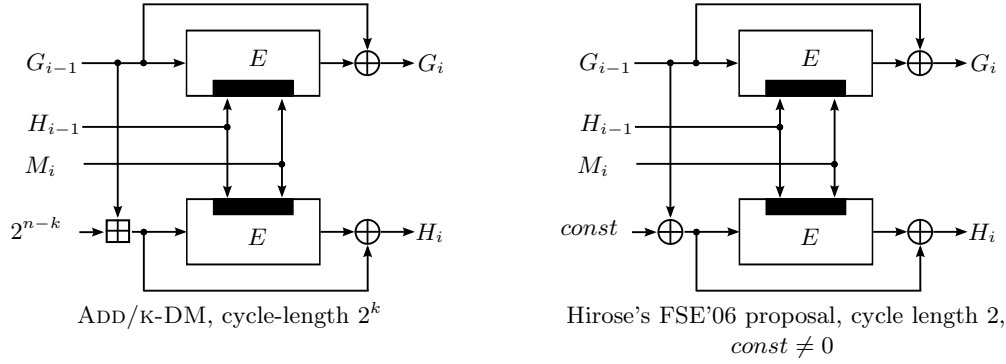 $G_{i-1}$ $E$ $G_i$
$H_{i-1}$
$M_i$
$2^{n-k}$ $E$ $H_i$
ADD/K-DM, cycle-length $2^k$
$G_{i-1}$ $E$ $G_i$
$H_{i-1}$
$M_i$
$const$ $E$ $H_i$
Hirose's FSE'06 proposal, cycle length 2,
$const \neq 0$